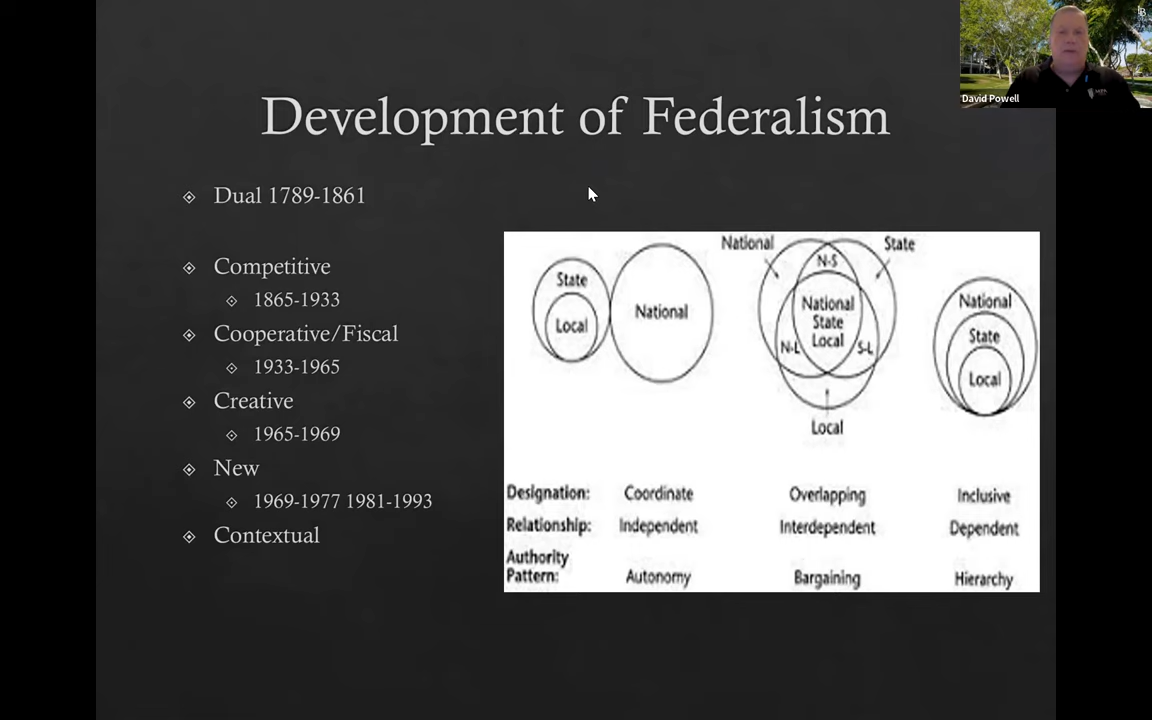 David Powell
Development of Federalism
Dual 1789-1861
Competitive
1865-1933
Cooperative/Fiscal
1933-1965
Creative
1965-1969
New
1969-1977 1981-1993
Contextual
State
Local
National
National
State
N-S
National
State
Local
N-L
S-L
Local
National
State
Local
Designation: Coordinate Overlapping Inclusive
Relationship: Independent Interdependent Dependent
Authority
Pattern: Autonomy Bargaining Hierarchy